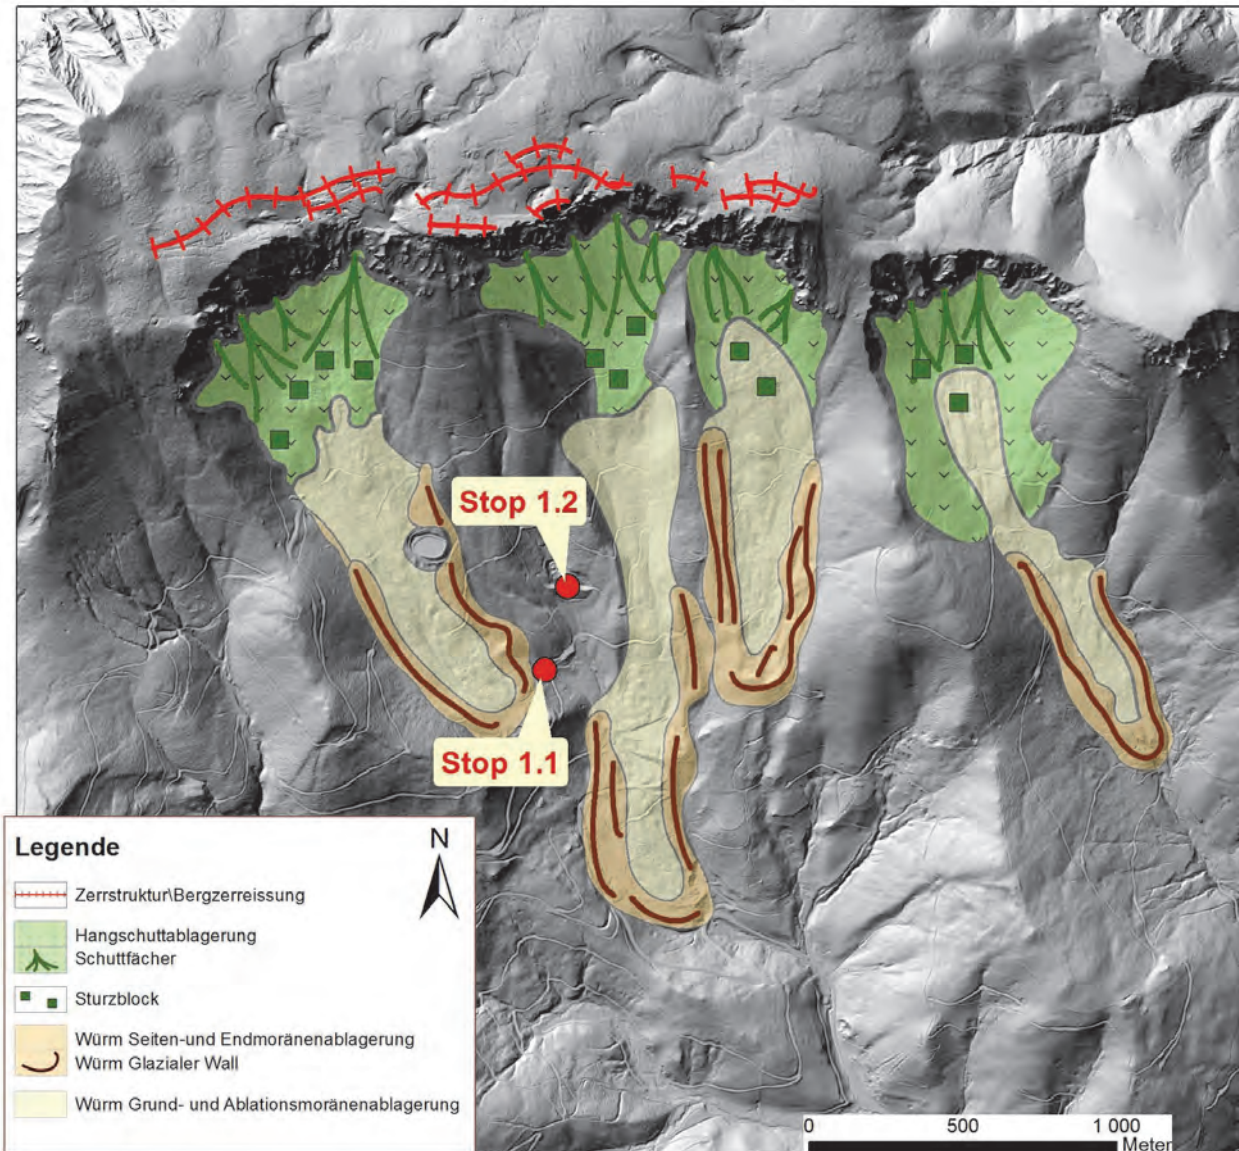 Stop 1.2
Stop 1.1
Legende
N
Zerrstruktur\Bergzerreissung
Hangschuttablagerung
Schuttfächer
Sturzblock
Würm Seiten-und Endmoränenablagerung
Würm Glazialer Wall
Würm Grund- und Ablationsmoränenablagerung
0 500 1 000
Meter